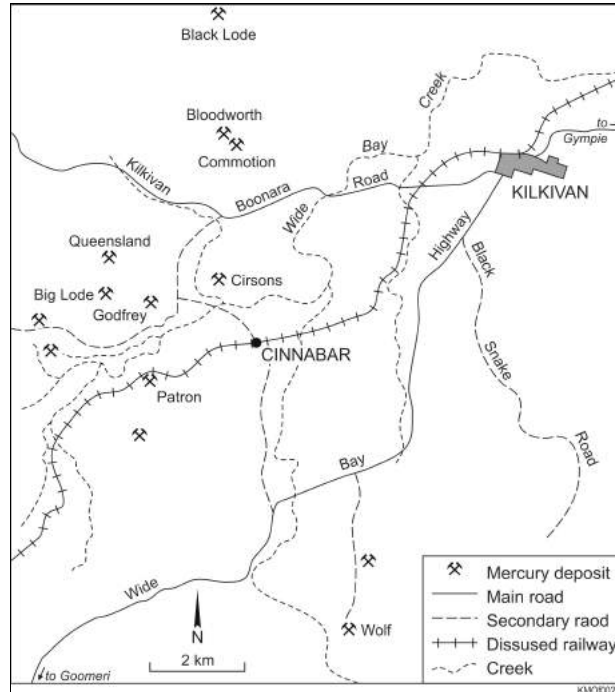 Black Lode
Bloodworth
Commotion
Creek
Bay
to
Gympie
Kilkivan
Boonara
Road
KILKIVAN
Wide
Highway
Black
Queensland
Cirsons
Big Lode
Godfrey
CINNABAR
Snake
Patron
Road
Bay
Wide
Wolf
N
2 km
to Goomeri
Mercury deposit
Main road
Secondary raod
Disused railway
Creek